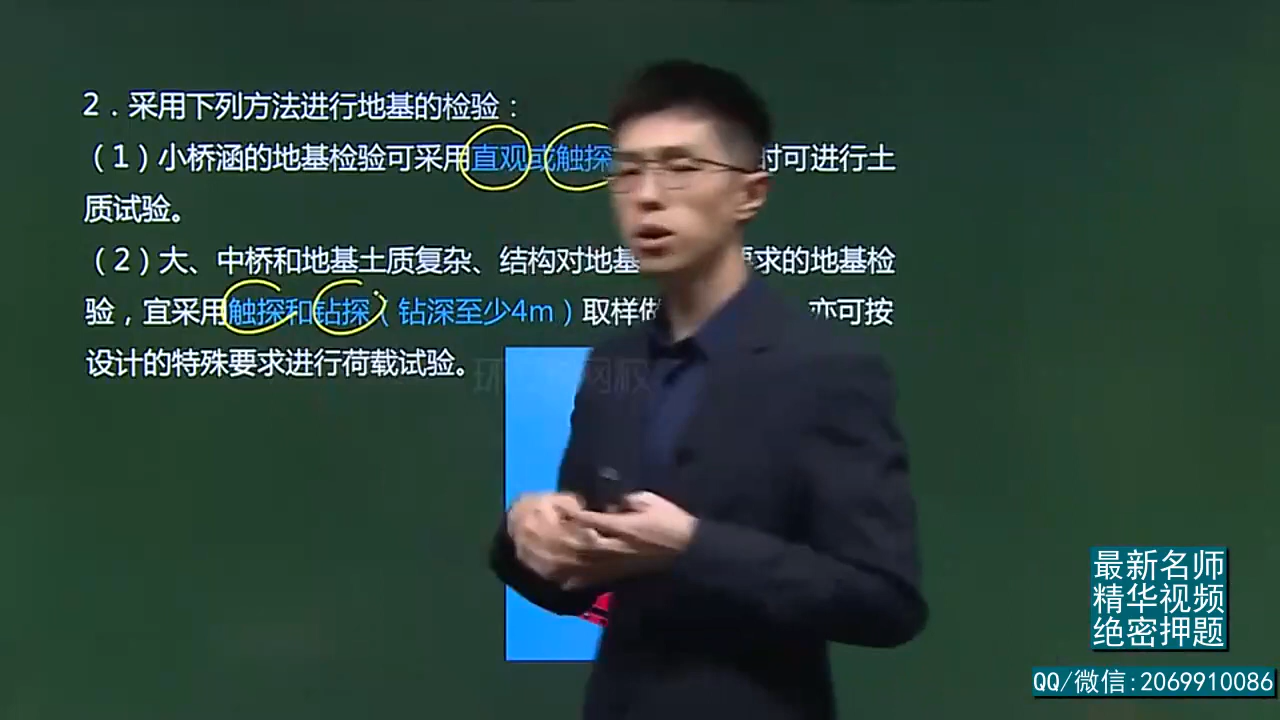 2．采用下列方法进行地基的检验：
（1）小桥涵的地基检验可采用直观或触探 时可进行土
质试验。
（2）大、中桥和地基土质复杂、结构对地基 要求的地基检
验，宜采用触探和钻探（钻深至少4m）取样做 亦可按
设计的特殊要求进行荷载试验。
最新名师
精华视频
绝密押题
QQ/微信:2069910086